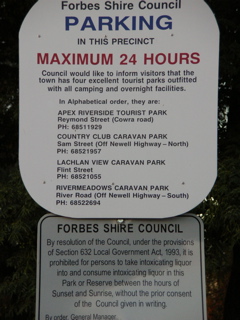 Forbes Shire Council
PARKING
IN THIS PRECINCT
MAXIMUM 24 HOURS
Council would like to inform visitors that the
town has four excellent tourist parks outfitted
with all camping and overnight facilities.
In Alphabetical order, they are:
APEX RIVERSIDE TOURIST PARK
Reymond Street (Cowra road)
PH: 68511929
COUNTRY CLUB CARAVAN PARK
Sam Street (Off Newell Highway – North)
PH: 68521957
LACHLAN VIEW CARAVAN PARK
Flint Street
PH: 68521055
RIVERMEADOWS CARAVAN PARK
River Road (Off Newell Highway – South)
PH: 68522694
FORBES SHIRE COUNCIL
By resolution of the Council, under the provisions
of Section 632 Local Government Act, 1993, it is
prohibited for persons to take intoxicating liquor
into and consume intoxicating liquor in this
Park or Reserve between the hours of
Sunset and Sunrise, without the prior consent
of the Council given in writing.
By order, General Manager.